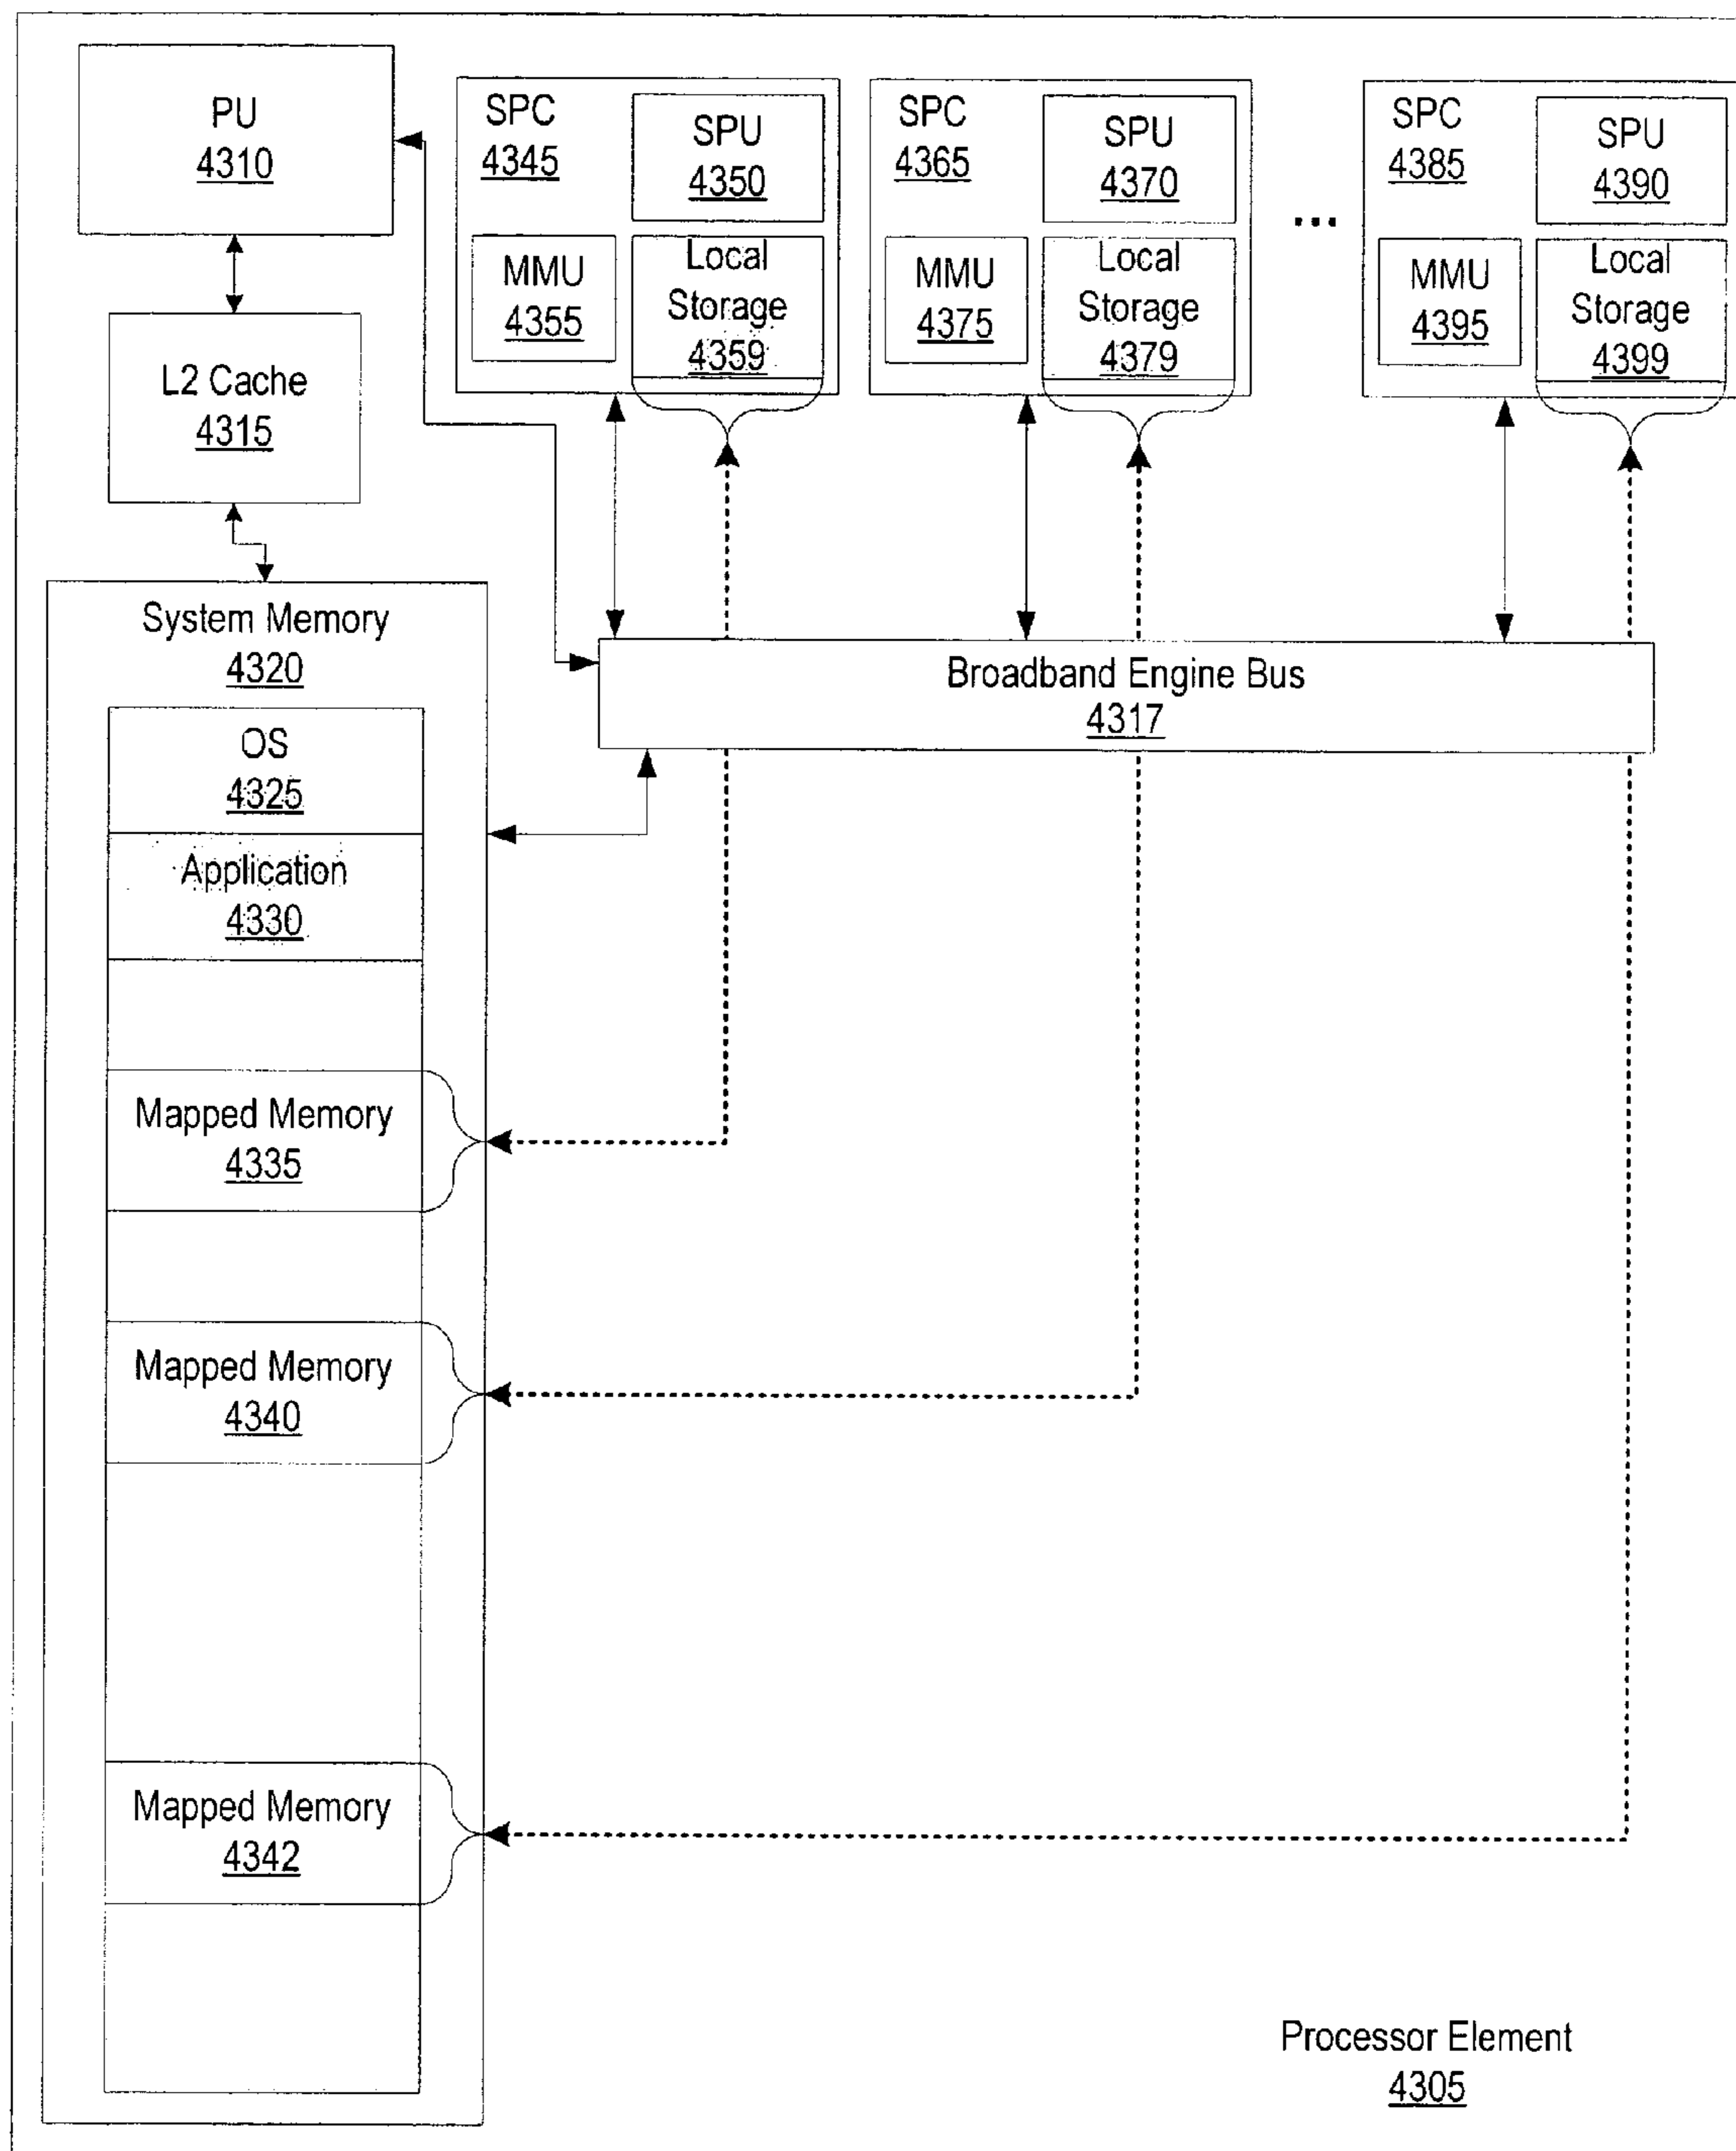 PU
4310
L2 Cache
4315
SPC
4345
SPU
4350
MMU
4355
Local
Storage
4359
SPC
4365
SPU
4370
MMU
4375
Local
Storage
4379
...
SPC
4385
SPU
4390
MMU
4395
Local
Storage
4399
Broadband Engine Bus
4317
System Memory
4320
OS
4325
Application
4330
Mapped Memory
4335
Mapped Memory
4340
Mapped Memory
4342
Processor Element
4305